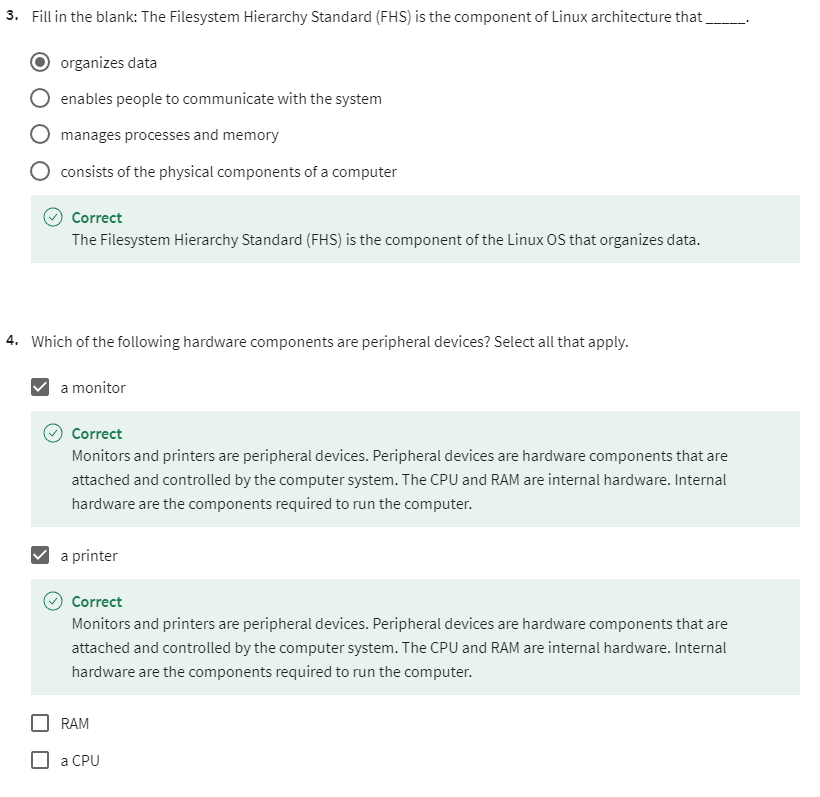 3. Fill in the blank: The Filesystem Hierarchy Standard (FHS) is the component of Linux architecture that _____.
organizes data
enables people to communicate with the system
manages processes and memory
consists of the physical components of a computer
Correct
The Filesystem Hierarchy Standard (FHS) is the component of the Linux OS that organizes data.
4. Which of the following hardware components are peripheral devices? Select all that apply.
a monitor
Correct
Monitors and printers are peripheral devices. Peripheral devices are hardware components that are
attached and controlled by the computer system. The CPU and RAM are internal hardware. Internal
hardware are the components required to run the computer.
a printer
Correct
Monitors and printers are peripheral devices. Peripheral devices are hardware components that are
attached and controlled by the computer system. The CPU and RAM are internal hardware. Internal
hardware are the components required to run the computer.
RAM
a CPU